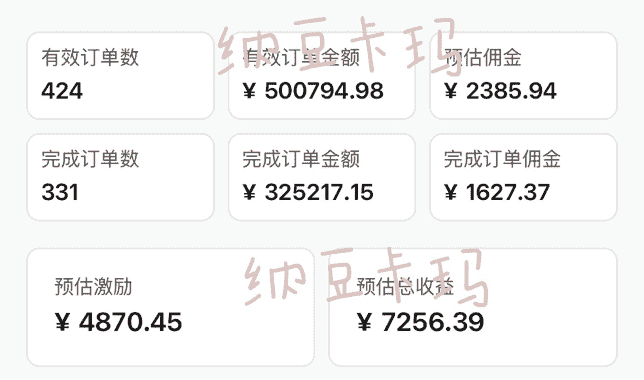 纳豆卡玛
有效订单数 有效订单金额 预估佣金
424 ¥ 500794.98 ¥ 2385.94
完成订单数 完成订单金额 完成订单佣金
331 ¥ 325217.15 ¥ 1627.37
纳豆卡玛
预估激励 预估总收益
¥ 4870.45 ¥ 7256.39